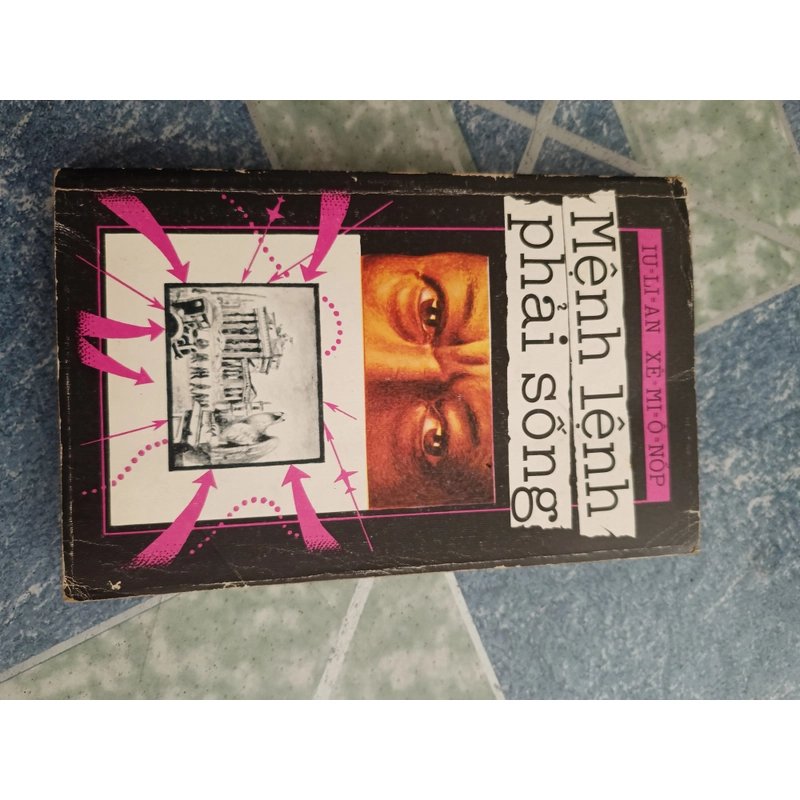 IU-LI-AN XÊ-MI-Ô-NỐP
Mệnh lệnh
phải sống